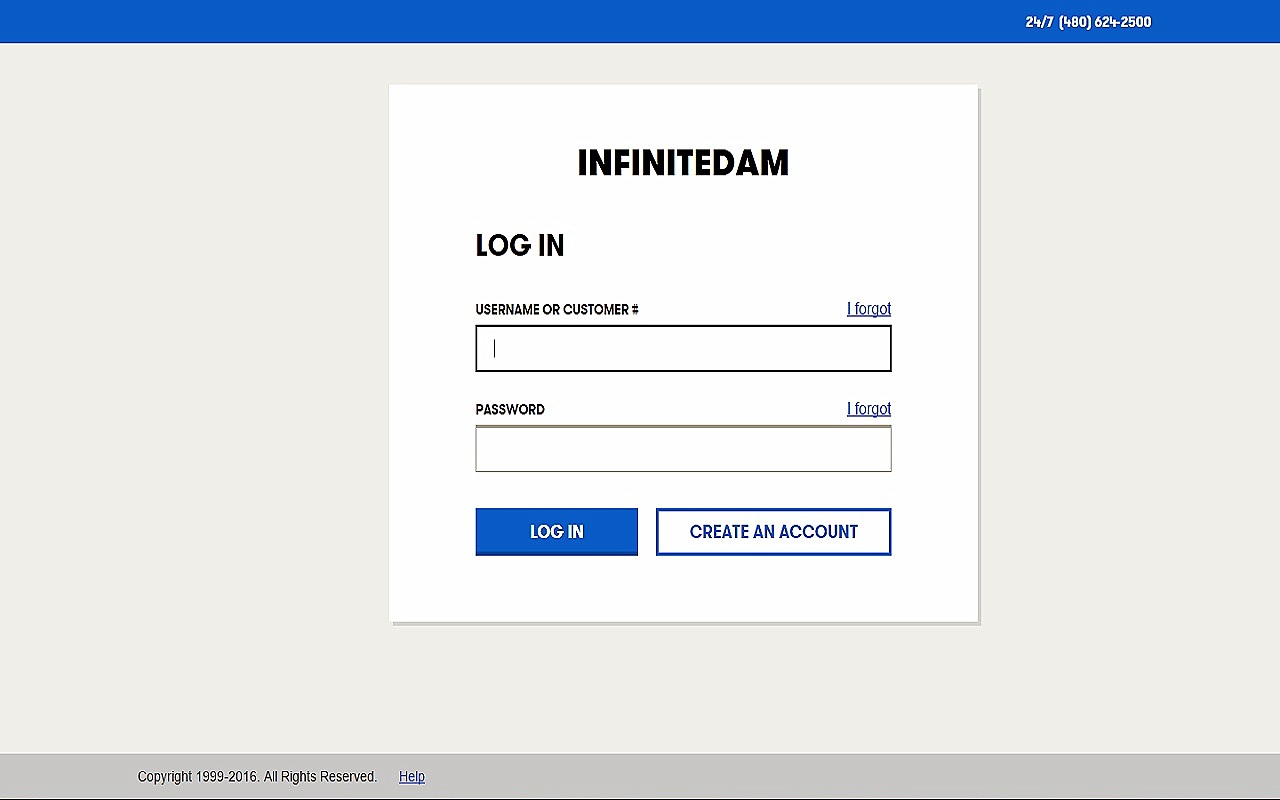 24/7 (480) 624-2500
INFINITEDAM
LOG IN
USERNAME OR CUSTOMER # I forgot
PASSWORD I forgot
LOG IN CREATE AN ACCOUNT
Copyright 1999-2016. All Rights Reserved. Help